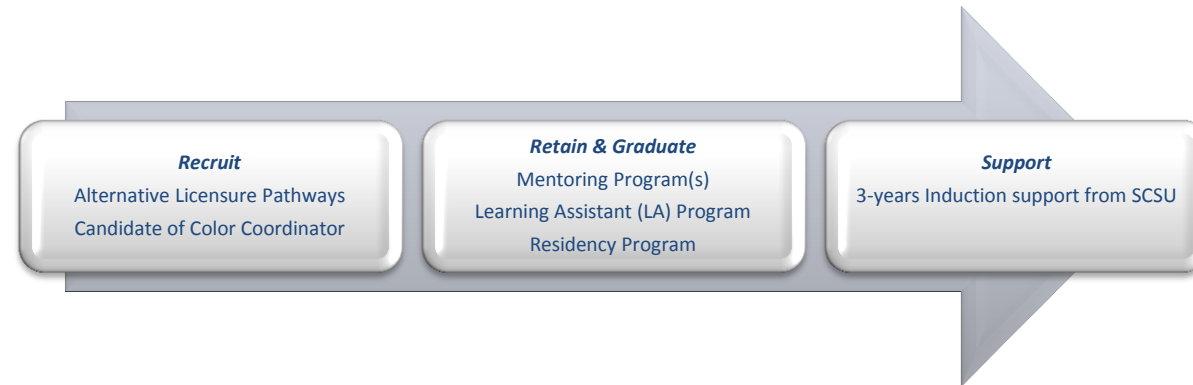 Recruit
Alternative Licensure Pathways
Candidate of Color Coordinator
Retain & Graduate
Mentoring Program(s)
Learning Assistant (LA) Program
Residency Program
Support
3-years Induction support from SCSU